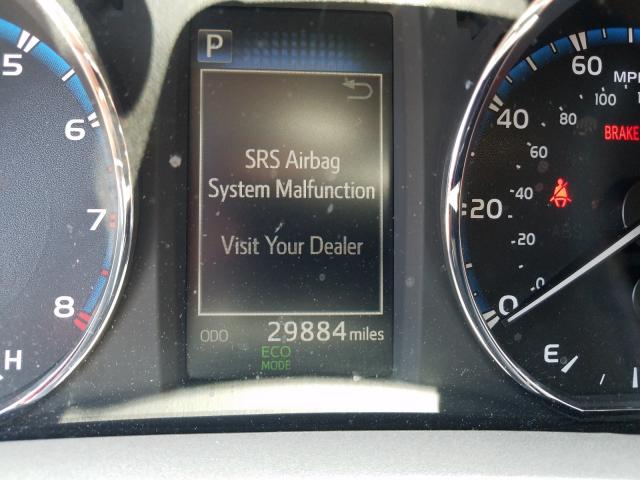 5
6
7
8
H
P
SRS Airbag
System Malfunction
Visit Your Dealer
ODO 29884 miles
ECO
MODE
60
40
20
0
100
80
60
40
20
0
BRAKE
E